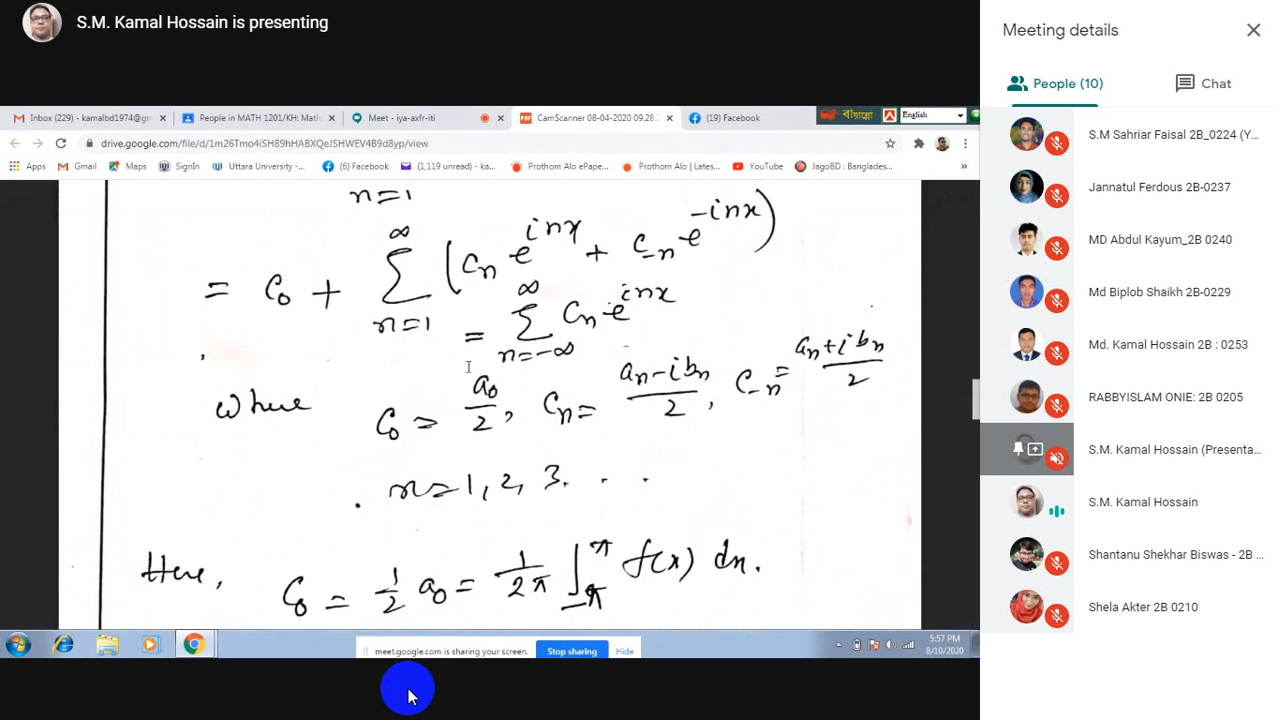 S.M. Kamal Hossain is presenting
Inbox (229) - kamalbd1974@gm
People in MATH 1201/KH: Math
Meet - iya-axfr-iti
CamScanner 08-04-2020 09.28.
(19) Facebook
English
drive.google.com/file/d/1m26Tmo4iSH89hHABXQeJSHWEV4B9d8yp/view
Apps
Gmail
Maps
SignIn
Uttara University -...
(6) Facebook
(1,119 unread) - ka...
Prothom Alo ePape...
Prothom Alo | Lates...
YouTube
JagoBD : Banglades...
n=1
= C₀ + ∑_{n=1}^{∞} (Cₙ e^{inx} + C₋ₙ e^{-inx})
= ∑_{n=-∞}^{∞} Cₙ e^{inx}
where C₀ = a₀/2, Cₙ = (aₙ - ibₙ)/2, C₋ₙ = (aₙ + ibₙ)/2
n = 1, 2, 3. . .
Here, C₀ = 1/2 a₀ = 1/2π ∫_{-π}^{π} f(x) dx.
meet.google.com is sharing your screen.
Stop sharing
Hide
5:57 PM
8/10/2020
Meeting details
People (10)
Chat
S.M Sahriar Faisal 2B_0224 (Y...
Jannatul Ferdous 2B-0237
MD Abdul Kayum_2B 0240
Md Biplob Shaikh 2B-0229
Md. Kamal Hossain 2B : 0253
RABBYISLAM ONIE: 2B 0205
S.M. Kamal Hossain (Presenta...
S.M. Kamal Hossain
Shantanu Shekhar Biswas - 2B ...
Shela Akter 2B 0210